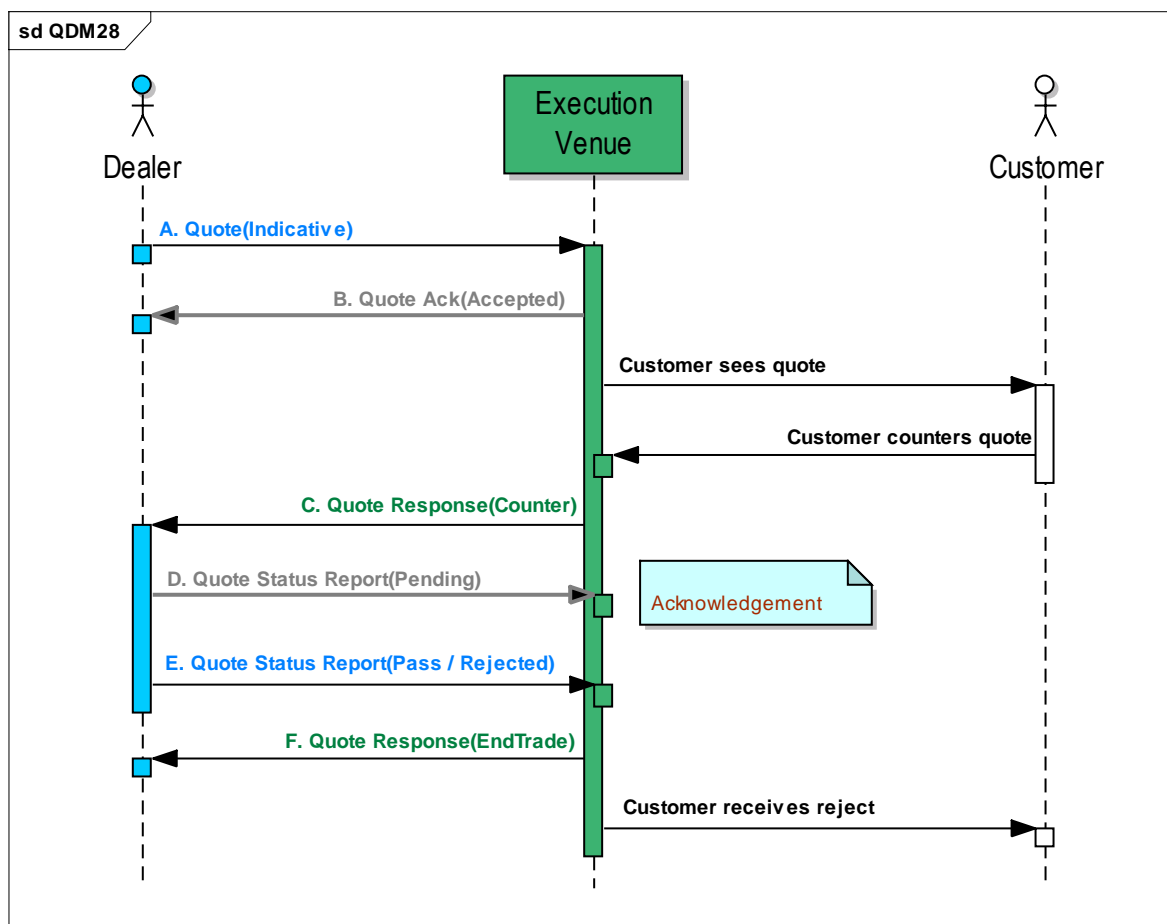 sd QDM28
Execution
Venue
Dealer
Customer
A. Quote(Indicative)
B. Quote Ack(Accepted)
Customer sees quote
Customer counters quote
C. Quote Response(Counter)
D. Quote Status Report(Pending)
Acknowledgement
E. Quote Status Report(Pass / Rejected)
F. Quote Response(EndTrade)
Customer receives reject